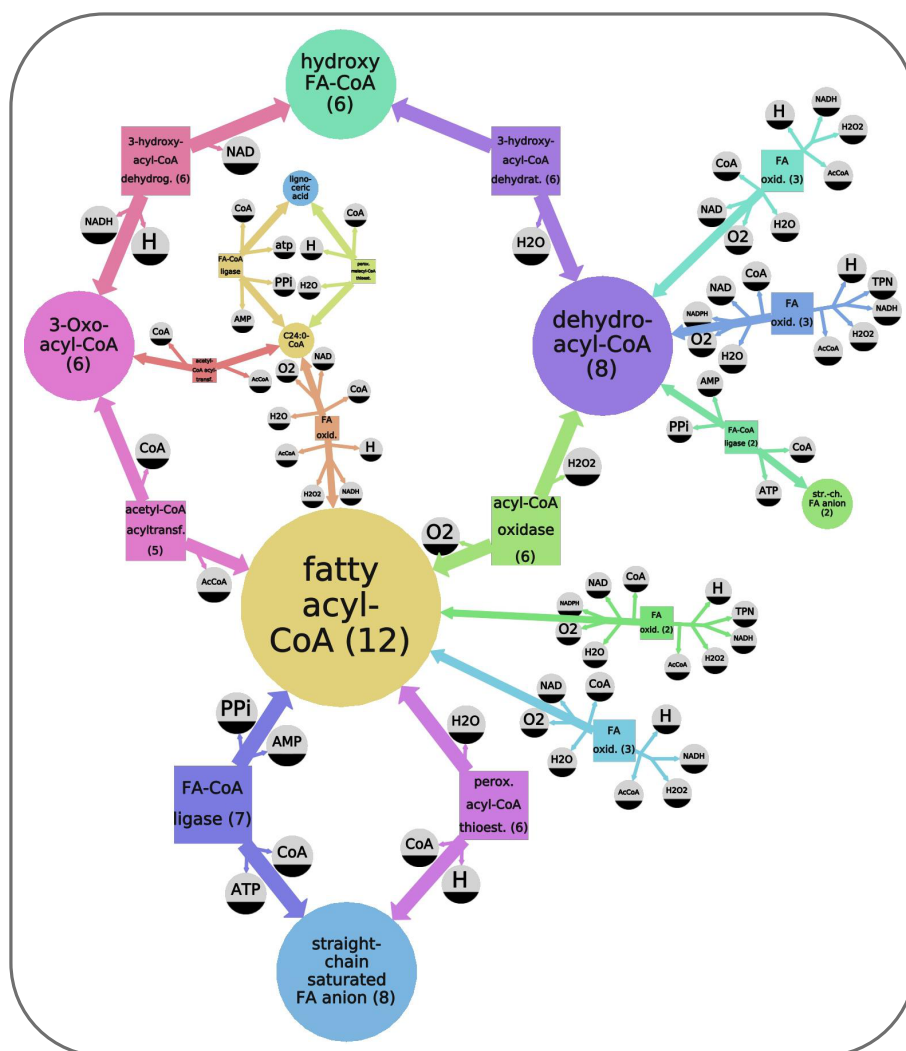 hydroxy
FA-CoA
(6)
3-hydroxy-
acyl-CoA
dehydrog. (6)
NAD
NADH
H
3-hydroxy-
acyl-CoA
dehydrat. (6)
H2O
ligno-
ceric
acid
CoA
FA-CoA
ligase
atp
PPi
AMP
CoA
H
perox.
H2O
thioest.
C24:0-
CoA
3-Oxo-
acyl-CoA
(6)
CoA
acetyl-
CoA acyl-
transf.
AcCoA
O2
NAD
CoA
H2O
FA
oxid.
AcCoA
H
H2O2
NADH
dehydro-
acyl-CoA
(8)
H
NADH
H2O2
CoA
FA
oxid. (3)
AcCoA
NAD
O2
H2O
H
TPN
NADH
CoA
NAD
NADPH
FA
oxid. (3)
O2
H2O
AcCoA
H2O2
AMP
PPi
FA-CoA
ligase (2)
CoA
ATP
str.-ch.
FA anion
(2)
CoA
acetyl-CoA
acyltransf.
(5)
AcCoA
H2O2
acyl-CoA
oxidase
(6)
O2
fatty
acyl-
CoA (12)
NAD
CoA
H
NADPH
FA
oxid. (2)
TPN
O2
NADH
H2O
AcCoA
H2O2
NAD
CoA
O2
H
FA
oxid. (3)
H2O
NADH
AcCoA
H2O2
PPi
AMP
H2O
FA-CoA
ligase (7)
perox.
acyl-CoA
thioest. (6)
CoA
ATP
CoA
H
straight-
chain
saturated
FA anion (8)